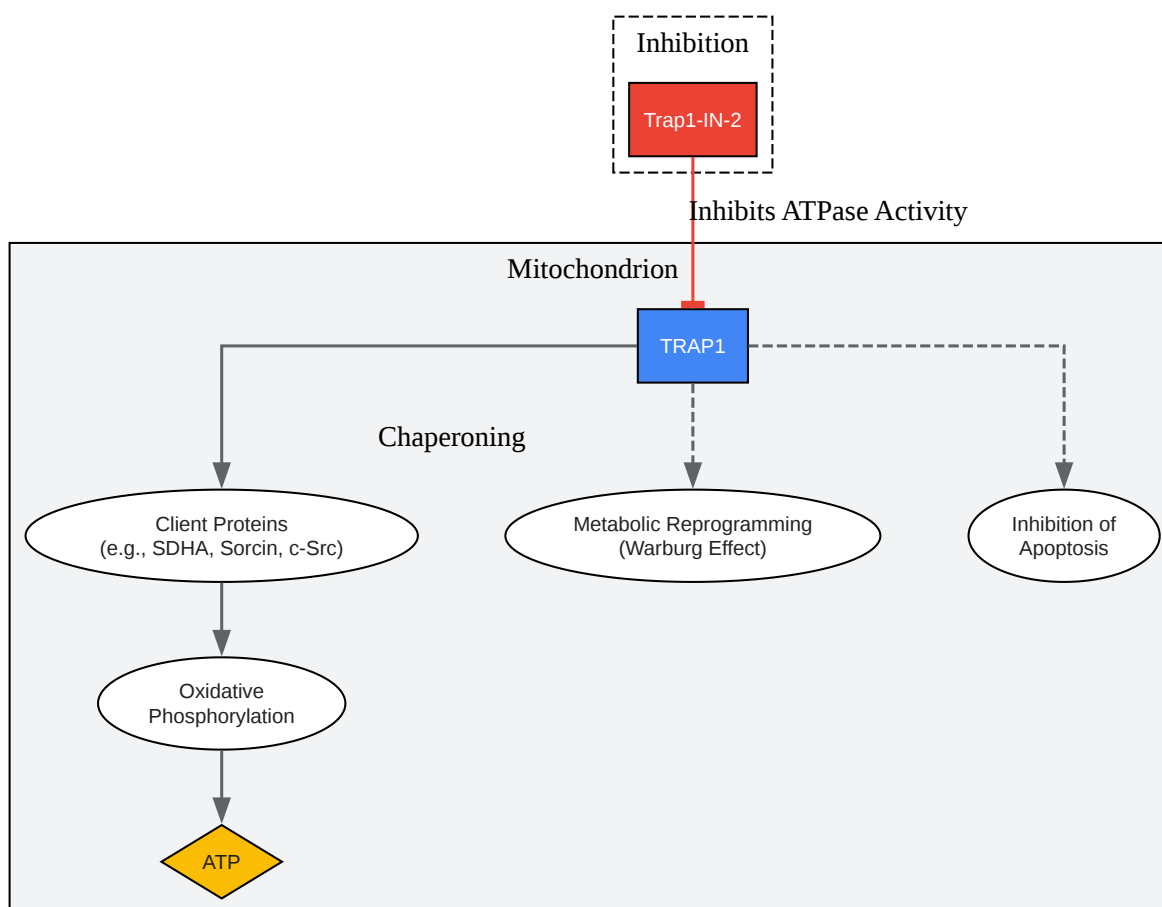 Inhibition
Trap1-IN-2
Inhibits ATPase Activity
Mitochondrion
TRAP1
Chaperoning
Client Proteins
(e.g., SDHA, Sorcin, c-Src)
Metabolic Reprogramming
(Warburg Effect)
Inhibition of
Apoptosis
Oxidative
Phosphorylation
ATP